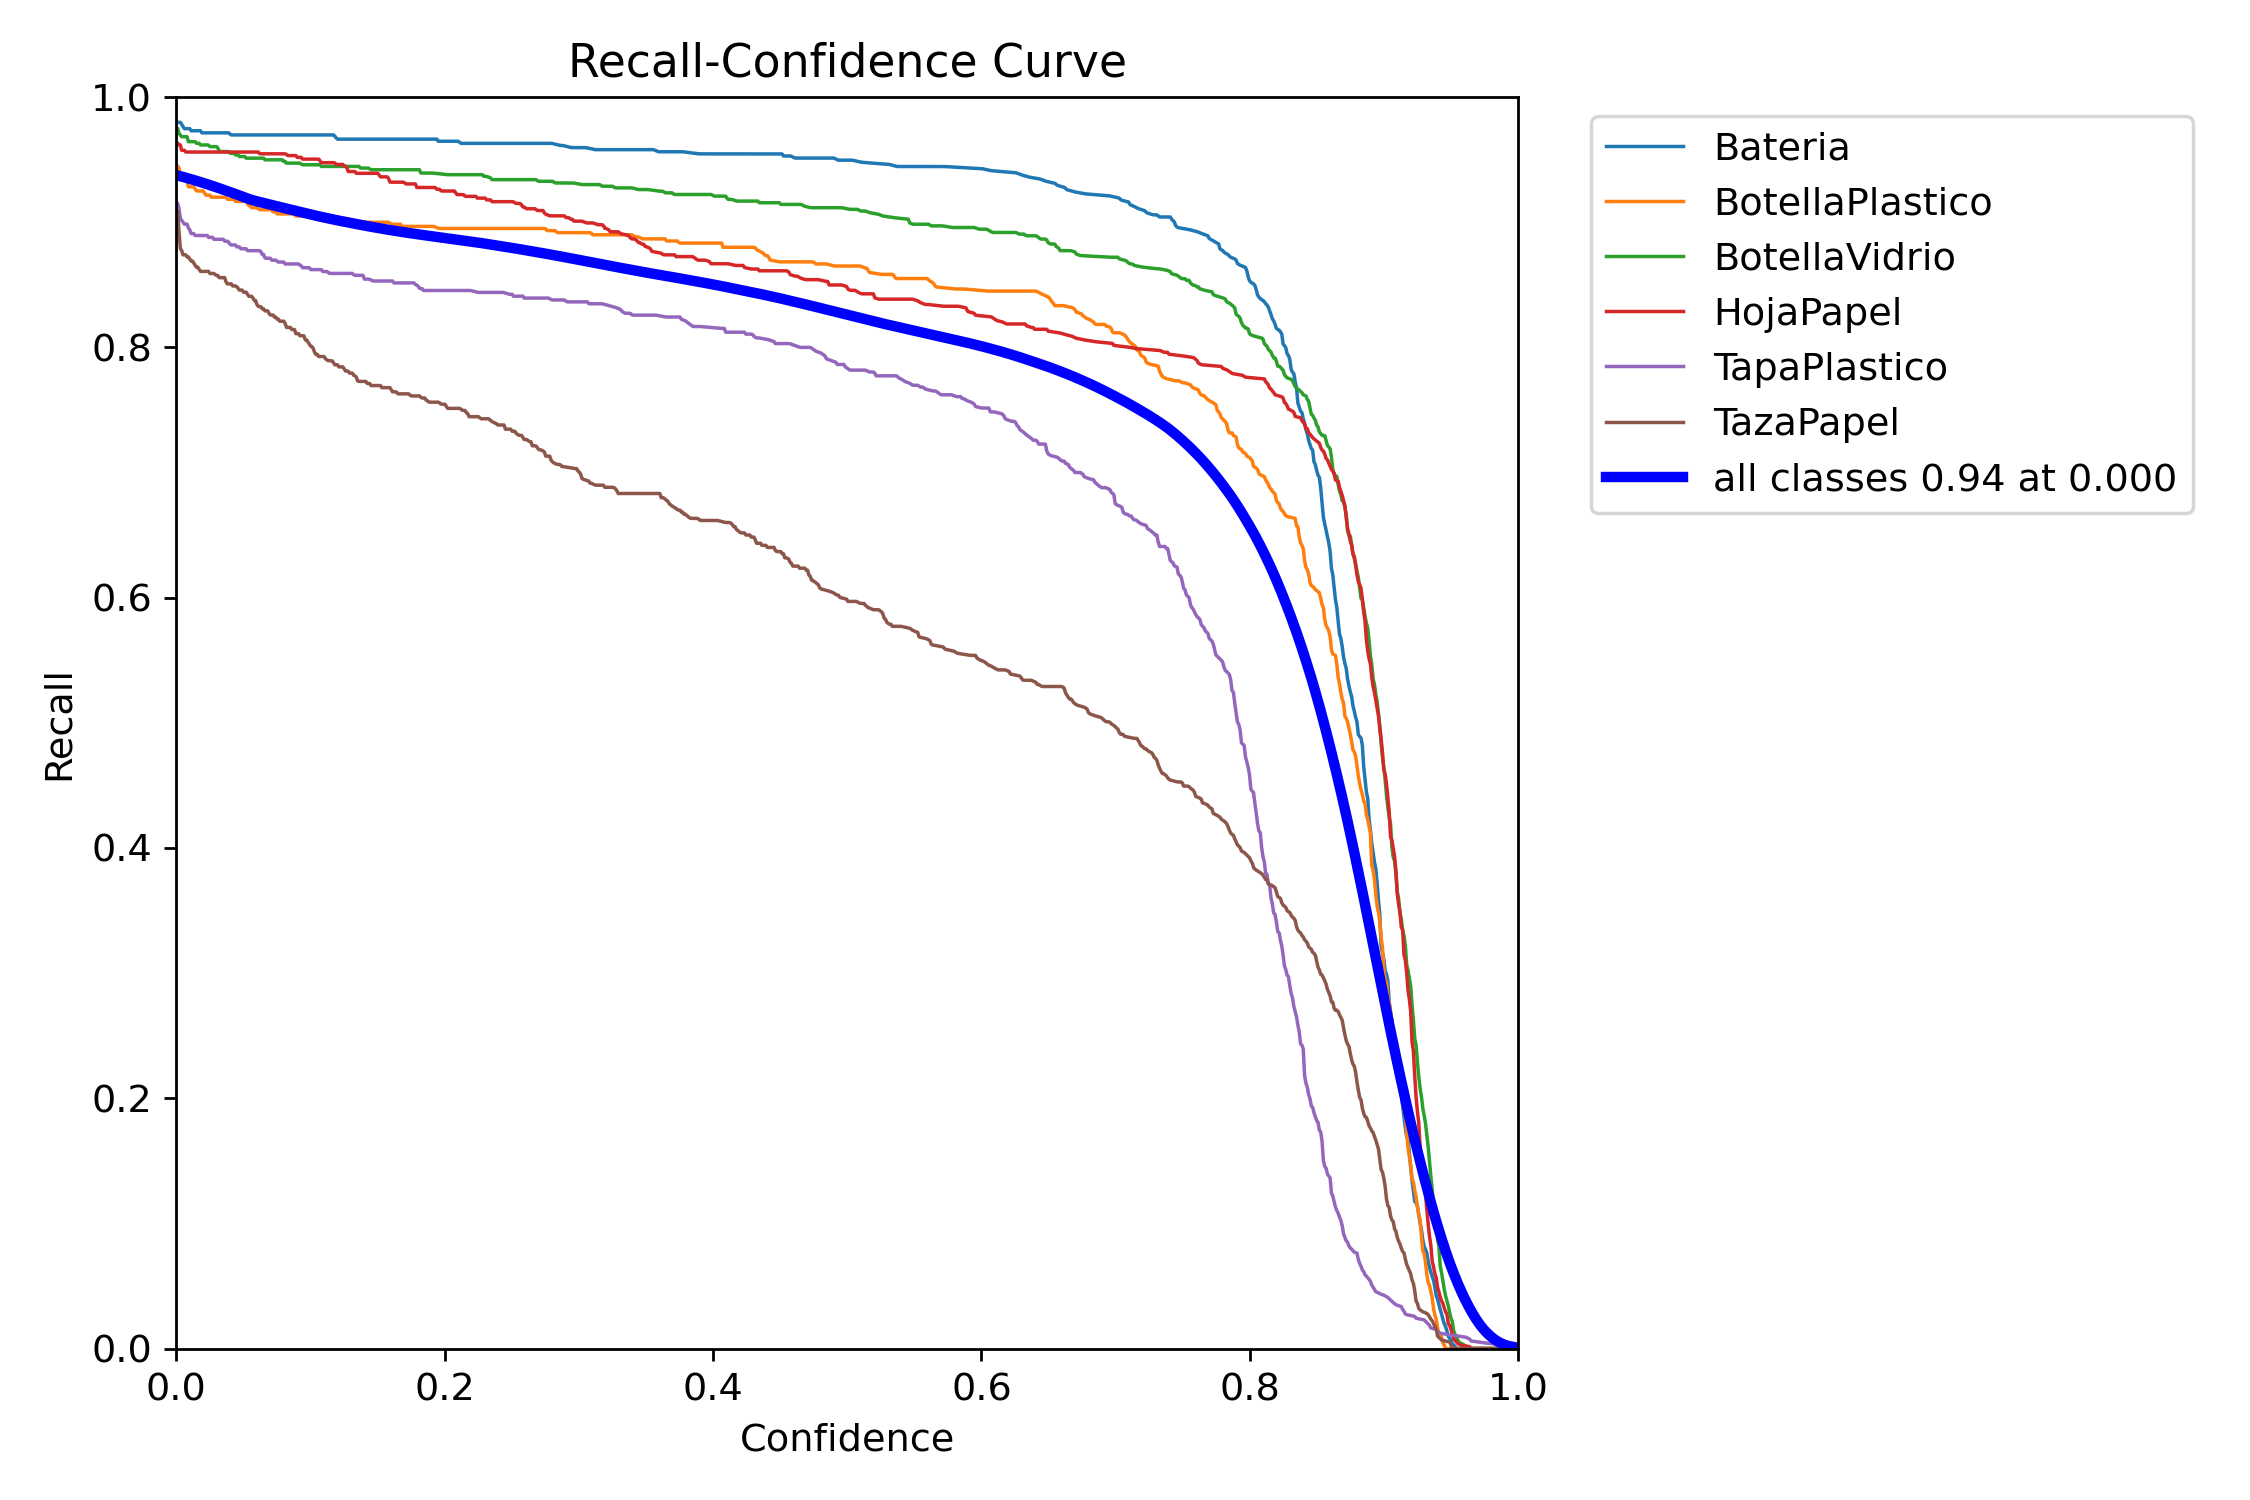 Recall-Confidence Curve
1.0
0.8
0.6
0.4
0.2
0.0
Recall
0.0 0.2 0.4 0.6 0.8 1.0
Confidence
Bateria
BotellaPlastico
BotellaVidrio
HojaPapel
TapaPlastico
TazaPapel
all classes 0.94 at 0.000